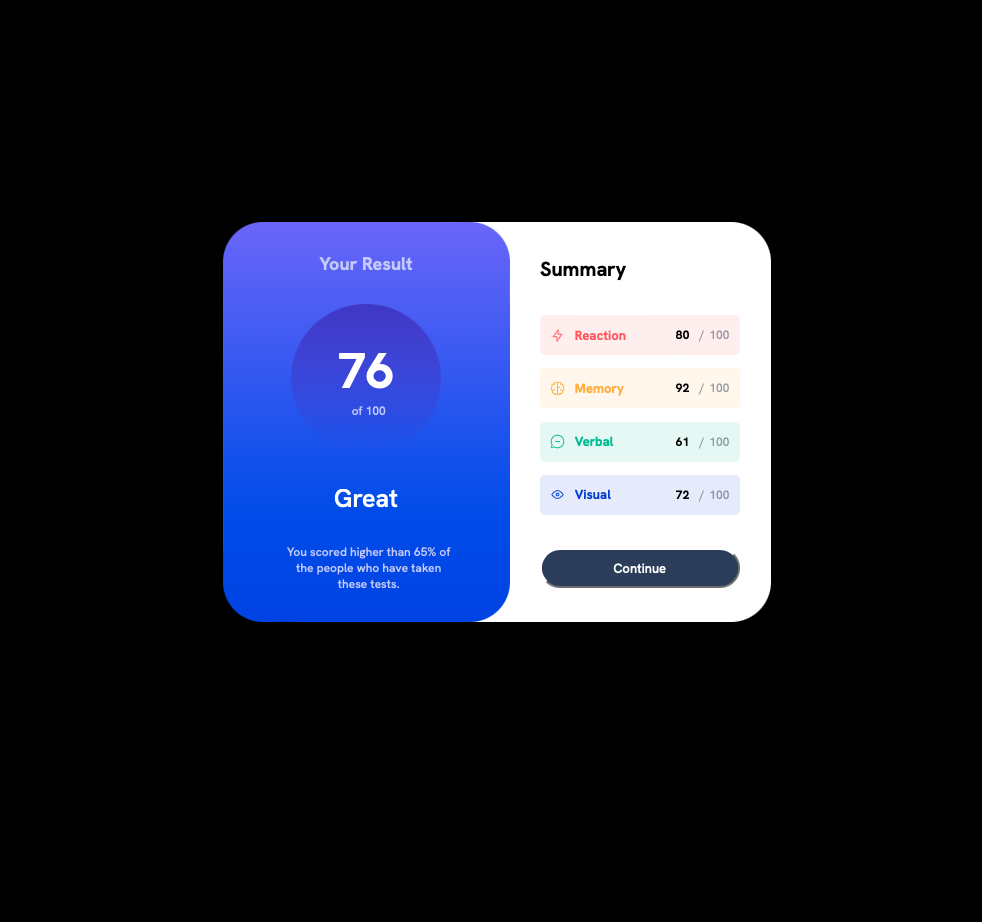 Your Result
76
of 100
Great
You scored higher than 65% of
the people who have taken
these tests.
Summary
Reaction 80 / 100
Memory 92 / 100
Verbal 61 / 100
Visual 72 / 100
Continue